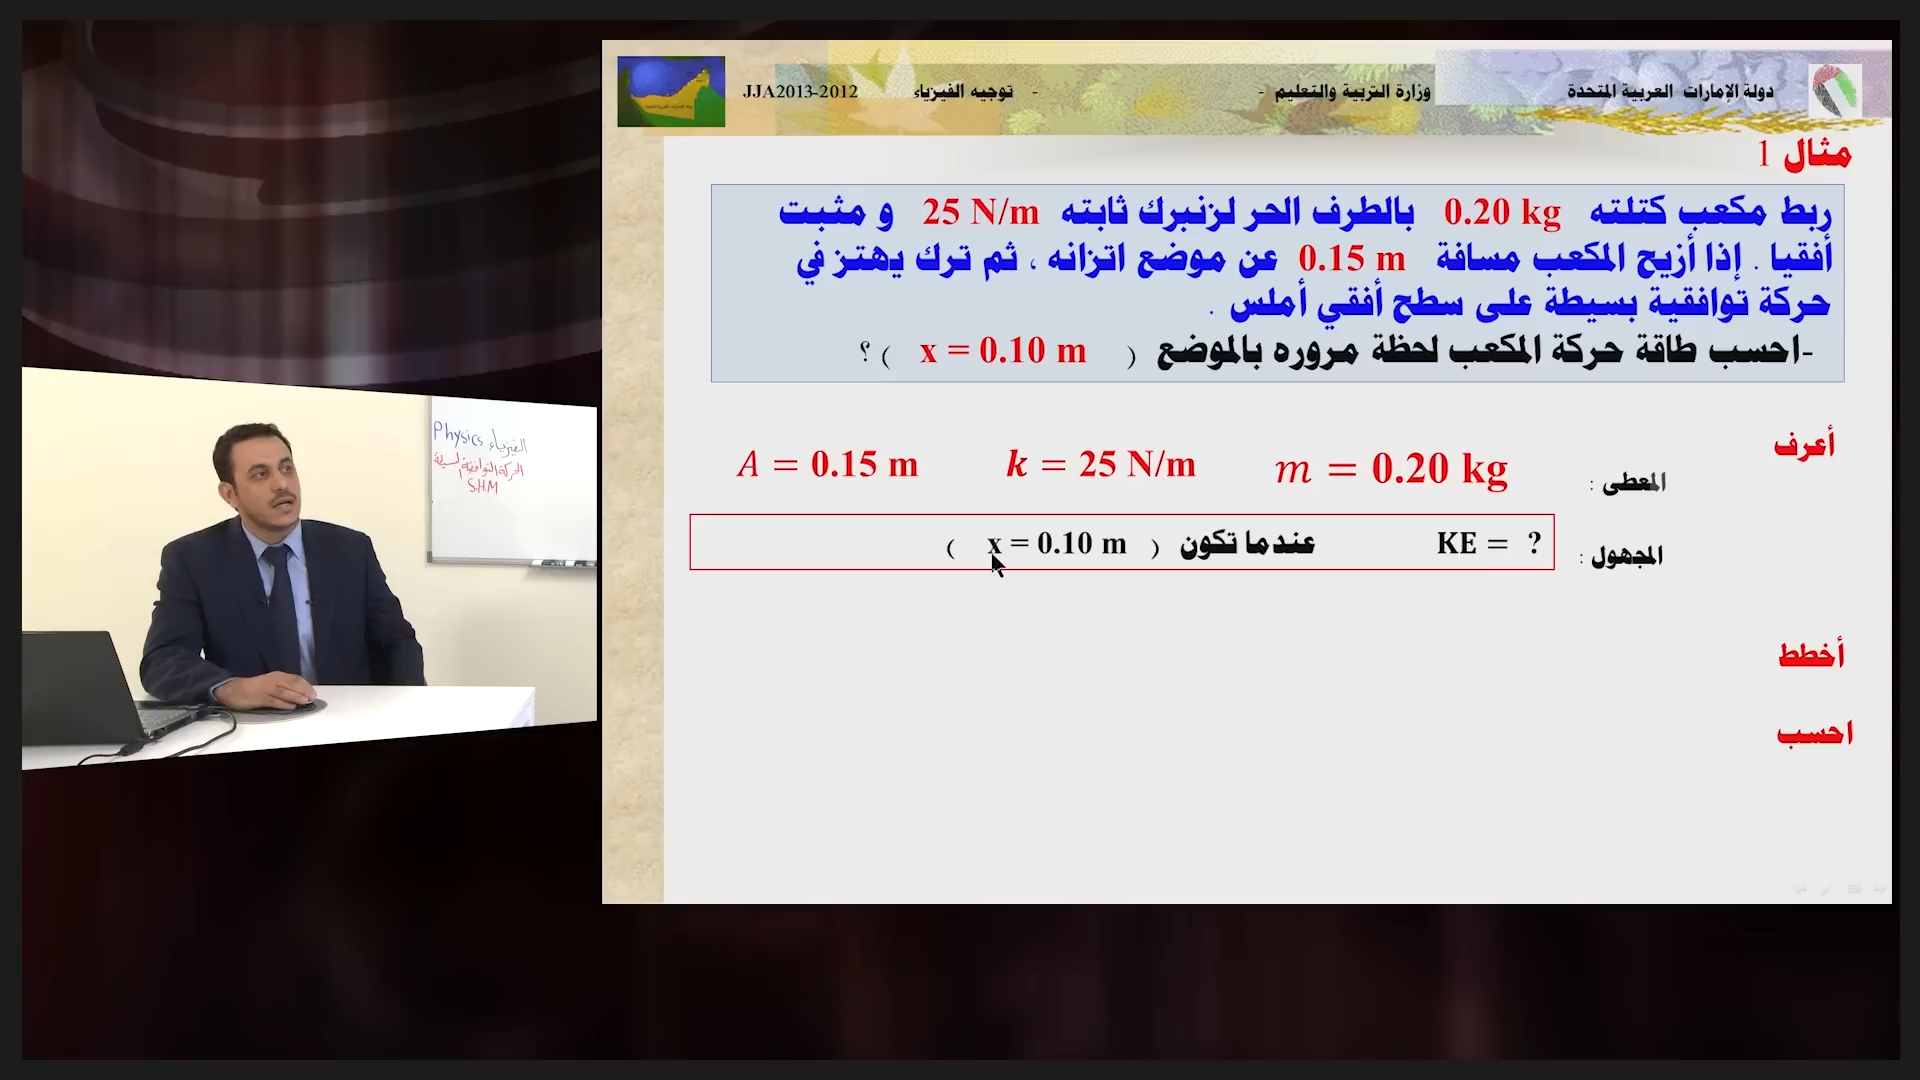 دولة الإمارات العربية المتحدة
وزارة التربية والتعليم -
توجيه الفيزياء -
JJA2013-2012
مثال 1
ربط مكعب كتلته 0.20 kg بالطرف الحر لزنبرك ثابته 25 N/m و مثبت
أفقيا . إذا أزيح المكعب مسافة 0.15 m عن موضع اتزانه ، ثم ترك يهتز في
حركة توافقية بسيطة على سطح أفقي أملس .
-احسب طاقة حركة المكعب لحظة مروره بالموضع ( x = 0.10 m ) ؟
أعرف
المعطى : m = 0.20 kg k = 25 N/m A = 0.15 m
المجهول : KE = ? عندما تكون ( x = 0.10 m )
أخطط
احسب
Physics الفيزياء
الحركة التوافقية البسيطة
S.H.M